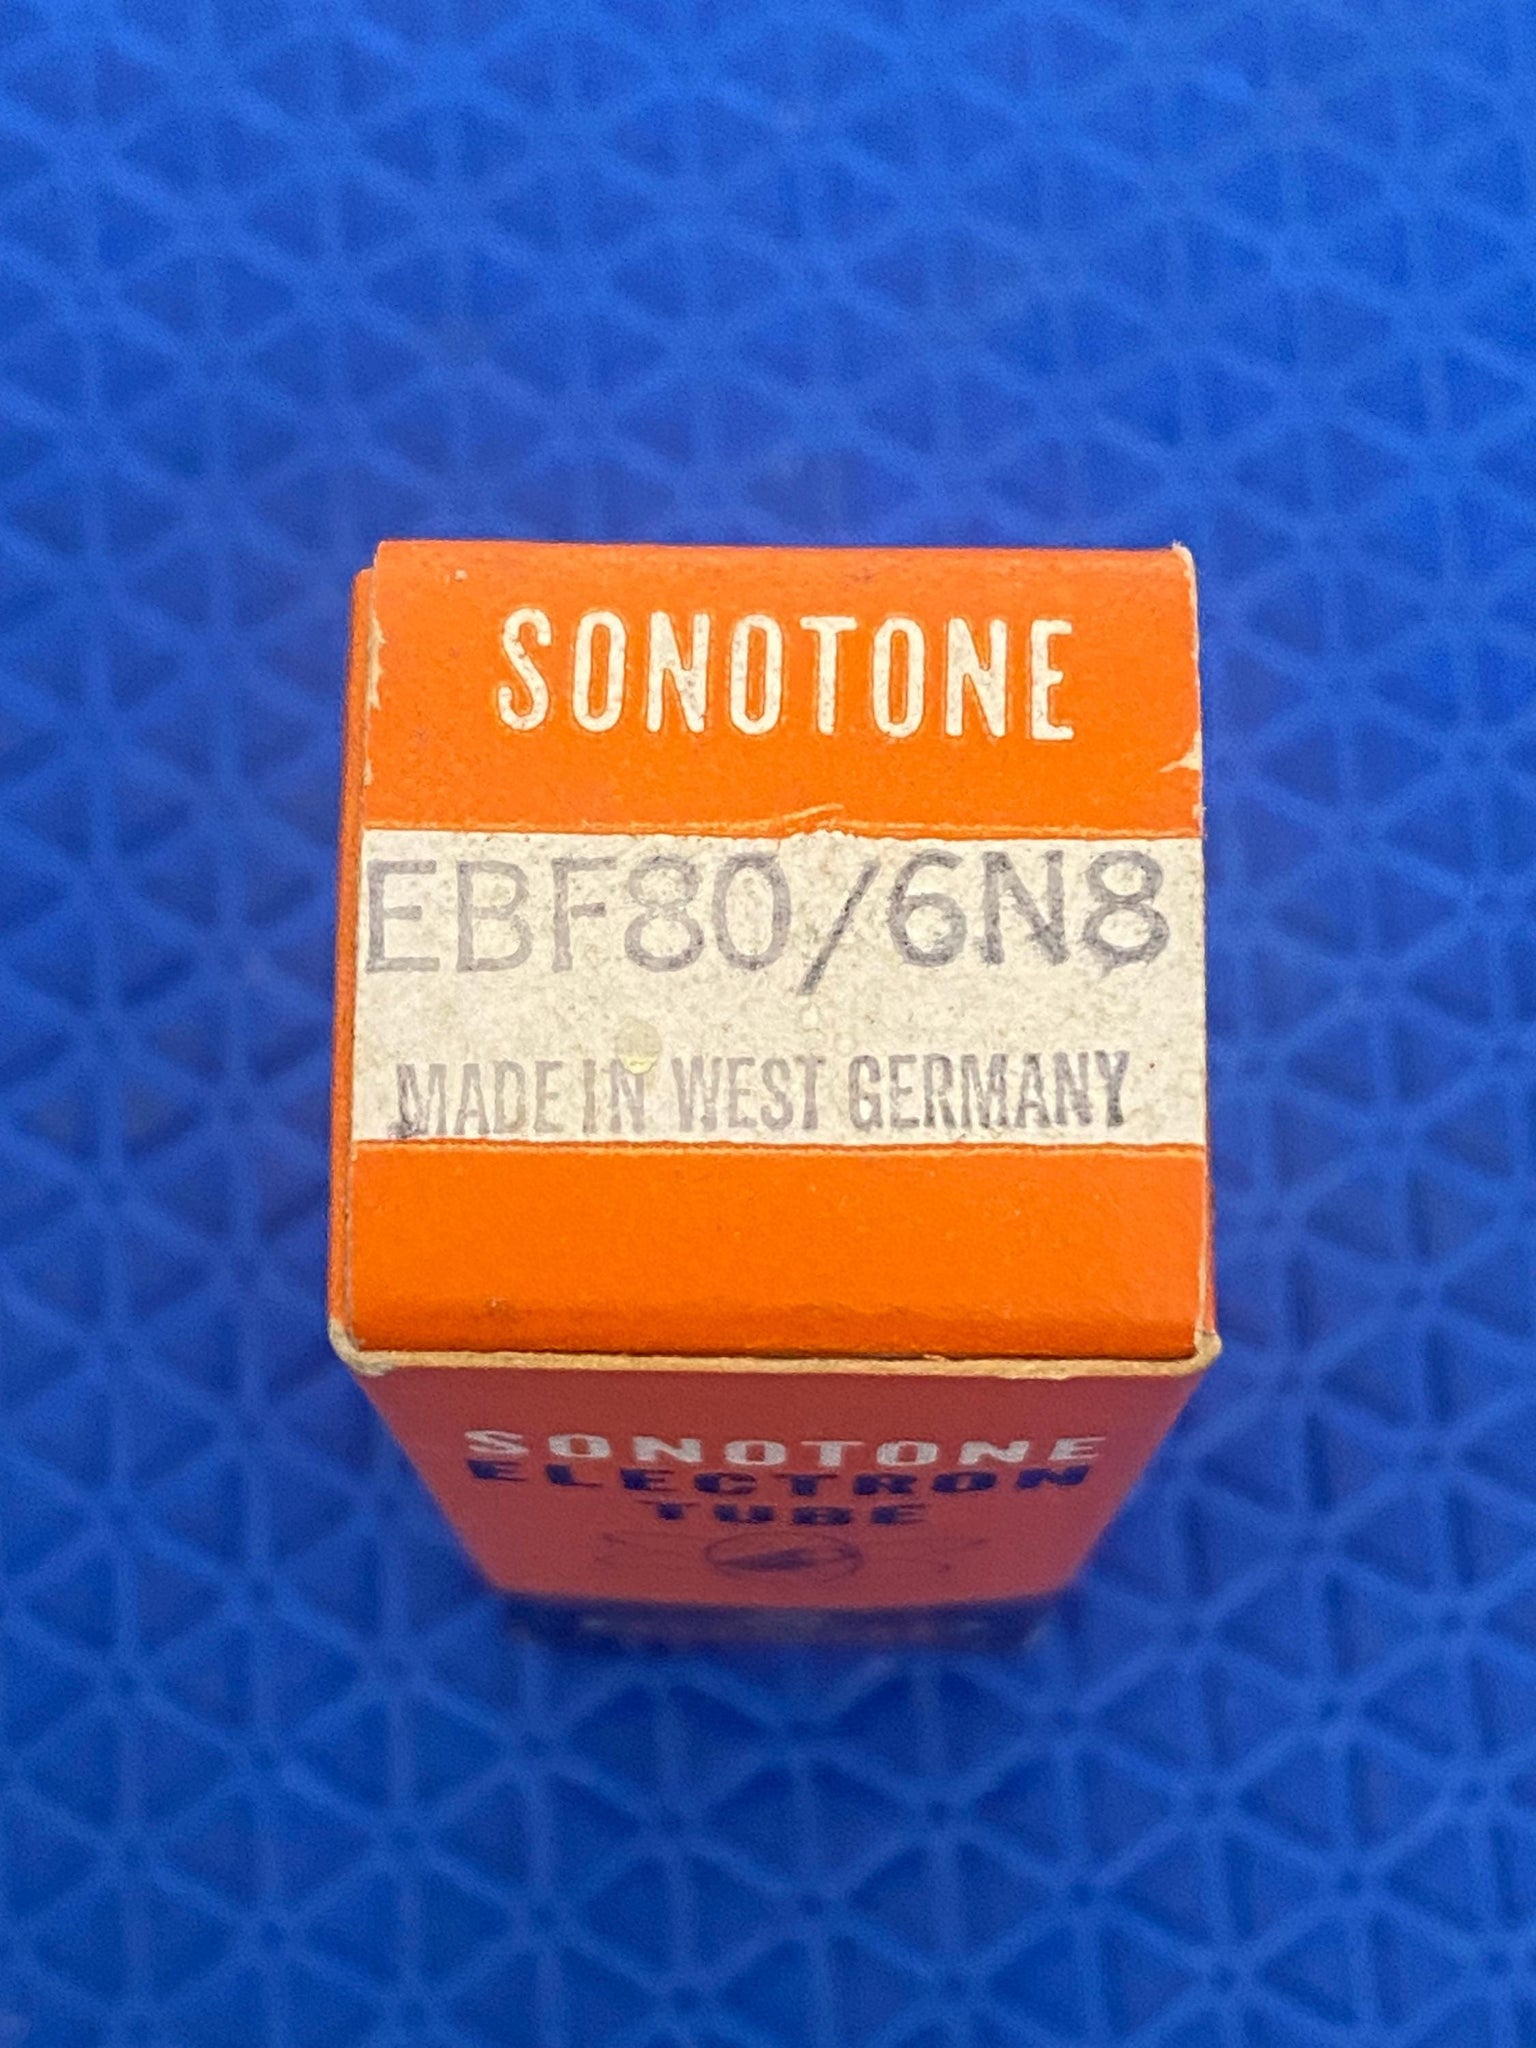 SONOTONE
EBF80/6N8
MADE IN WEST GERMANY
SONOTONE
ELECTRON
TUBE